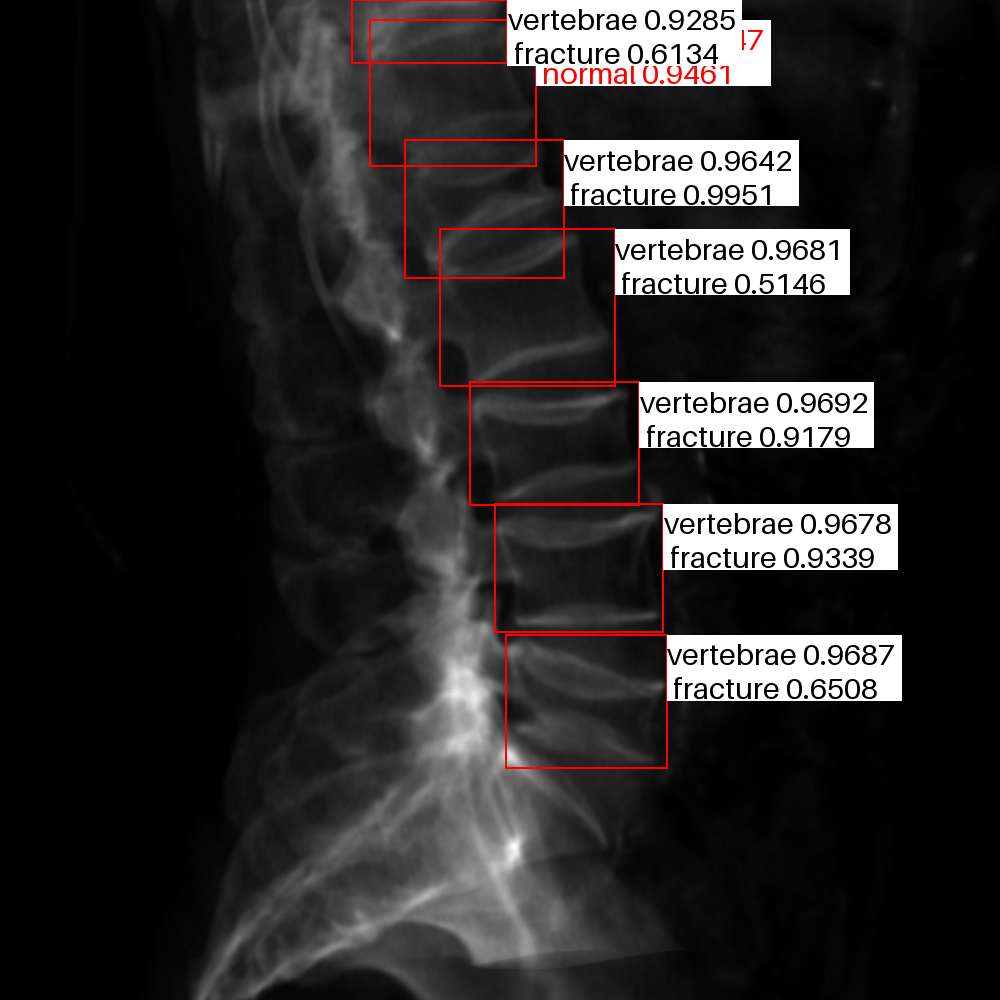 vertebrae 0.9285
fracture 0.6134
47
normal 0.9461
vertebrae 0.9642
fracture 0.9951
vertebrae 0.9681
fracture 0.5146
vertebrae 0.9692
fracture 0.9179
vertebrae 0.9678
fracture 0.9339
vertebrae 0.9687
fracture 0.6508